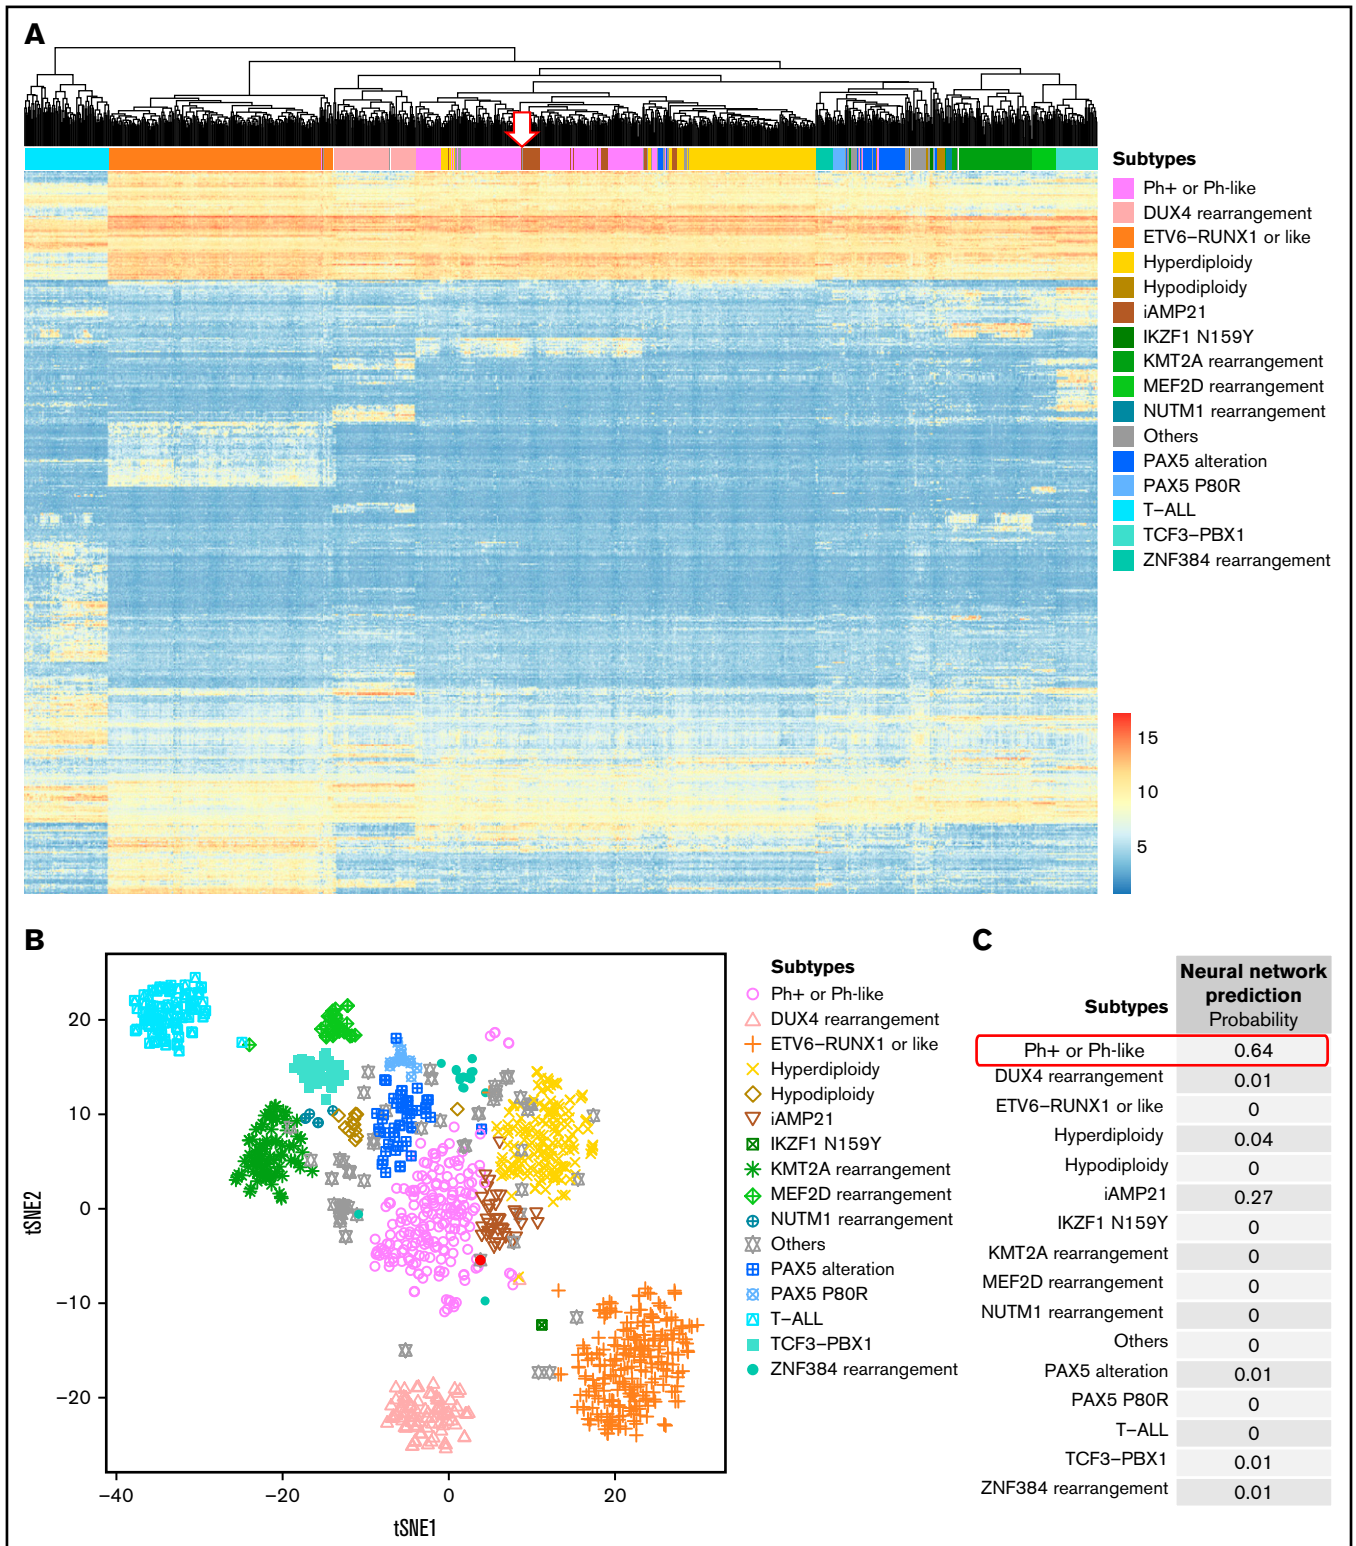 A
Subtypes
Ph+ or Ph-like
DUX4 rearrangement
ETV6–RUNX1 or like
Hyperdiploidy
Hypodiploidy
iAMP21
IKZF1 N159Y
KMT2A rearrangement
MEF2D rearrangement
NUTM1 rearrangement
Others
PAX5 alteration
PAX5 P80R
T–ALL
TCF3–PBX1
ZNF384 rearrangement
15
10
5
B
20
10
0
–10
–20
tSNE2
–40
–20
0
20
tSNE1
Subtypes
Ph+ or Ph-like
DUX4 rearrangement
ETV6–RUNX1 or like
Hyperdiploidy
Hypodiploidy
iAMP21
IKZF1 N159Y
KMT2A rearrangement
MEF2D rearrangement
NUTM1 rearrangement
Others
PAX5 alteration
PAX5 P80R
T–ALL
TCF3–PBX1
ZNF384 rearrangement
C
Subtypes
Neural network
prediction
Probability
Ph+ or Ph-like 0.64
DUX4 rearrangement 0.01
ETV6–RUNX1 or like 0
Hyperdiploidy 0.04
Hypodiploidy 0
iAMP21 0.27
IKZF1 N159Y 0
KMT2A rearrangement 0
MEF2D rearrangement 0
NUTM1 rearrangement 0
Others 0
PAX5 alteration 0.01
PAX5 P80R 0
T–ALL 0
TCF3–PBX1 0.01
ZNF384 rearrangement 0.01